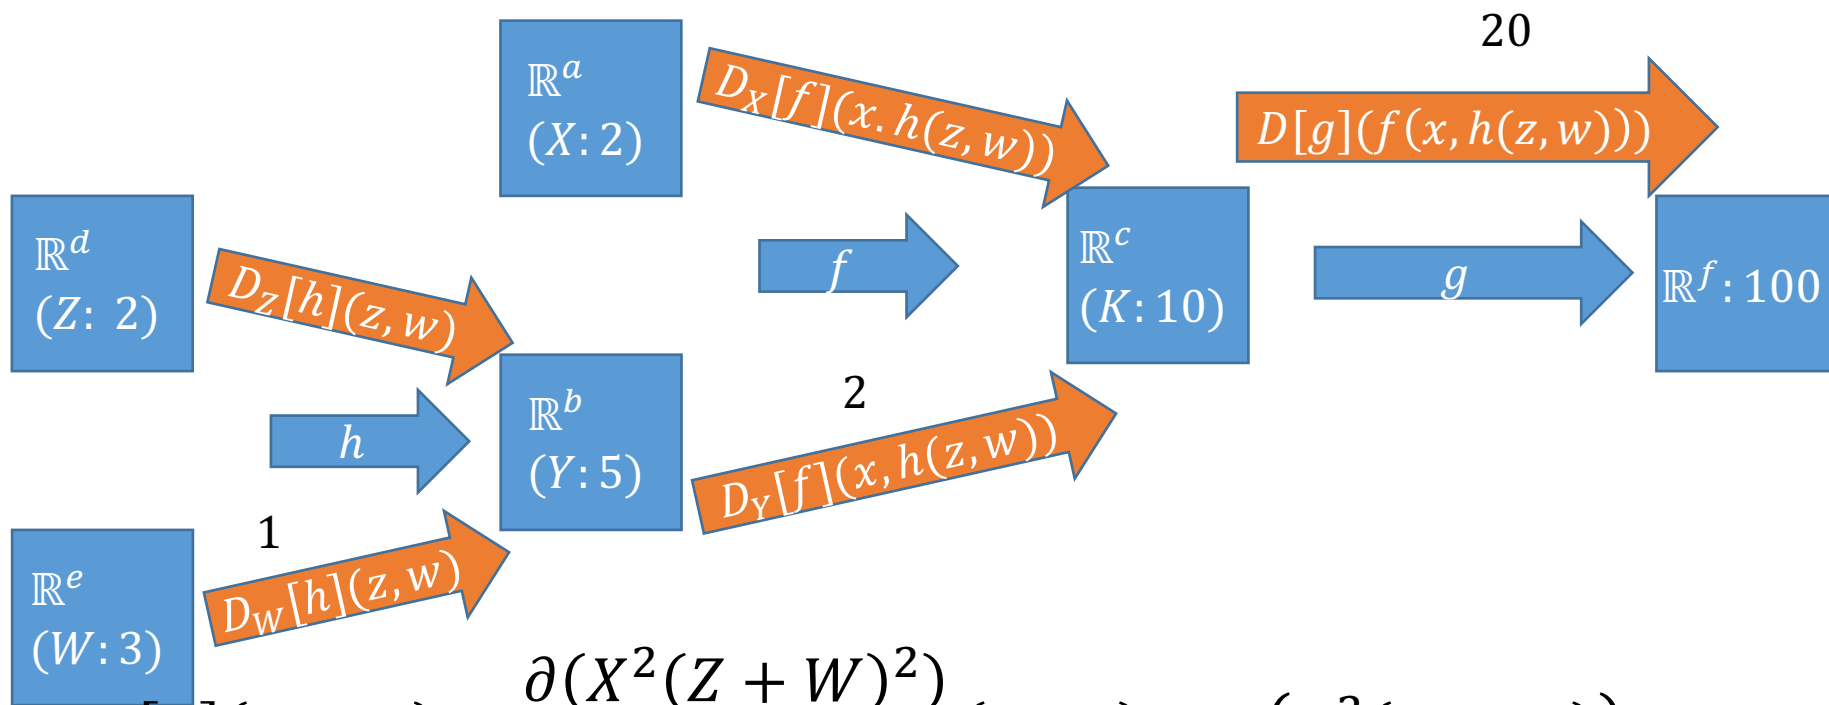 20
ℝ^a
(X: 2)
D_X[f](x. h(z, w))
D[g](f(x, h(z, w)))
ℝ^d
(Z: 2)
D_Z[h](z, w)
f
ℝ^c
(K: 10)
g
ℝ^f: 100
h
ℝ^b
(Y: 5)
2
D_Y[f](x, h(z, w))
1
ℝ^e
(W: 3)
D_W[h](z, w)
∂(X^2(Z + W)^2)